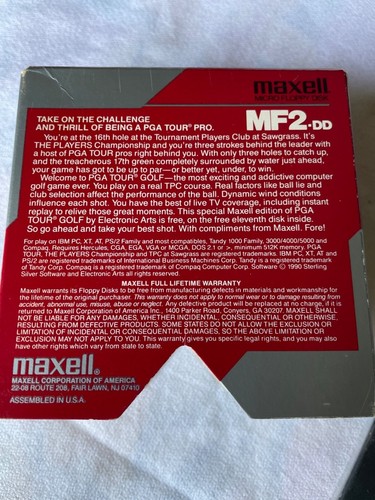 maxell
MICRO FLOPPY DISK
MF2-DD
TAKE ON THE CHALLENGE
AND THRILL OF BEING A PGA TOUR® PRO.
You're at the 16th hole at the Tournament Players Club at Sawgrass. It's
THE PLAYERS Championship and you're three strokes behind the leader with
a host of PGA TOUR pros right behind you. With only three holes to catch up,
and the treacherous 17th green completely surrounded by water just ahead,
your game has got to be up to par—or better yet, under, to win.
Welcome to PGA TOUR® GOLF—the most exciting and addictive computer
golf game ever. You play on a real TPC course. Real factors like ball lie and
club selection affect the performance of the ball. Dynamic wind conditions
influence each shot. You have the best of live TV coverage, including instant
replay to relive those great moments. This special Maxell edition of PGA
TOUR® GOLF by Electronic Arts is free, on the free eleventh disk inside.
So go ahead and take your best shot. With compliments from Maxell. Fore!
For play on IBM PC, XT, AT, PS/2 Family and most compatibles, Tandy 1000 Family, 3000/4000/5000 and
Compaq. Requires Hercules, CGA, EGA, VGA or MCGA, DOS 2.1 or >, minimum 512K memory. PGA
TOUR, THE PLAYERS Championship and TPC at Sawgrass are registered trademarks. IBM PC, XT, AT and
PS/2 are registered trademarks of International Business Machines Corp. Tandy is a registered trademark
of Tandy Corp. Compaq is a trademark of Compaq Computer Corp. Software © 1990 Sterling
Silver Software and Electronic Arts all rights reserved.
MAXELL FULL LIFETIME WARRANTY
Maxell warrants its Floppy Disks to be free from manufacturing defects in materials and workmanship for
the lifetime of the original purchaser. This warranty does not apply to normal wear or to damage resulting from
accident, abnormal use, misuse, abuse or neglect. Any defective product will be replaced at no charge, if it is
returned to Maxell Corporation of America Inc., 1400 Parker Road, Conyers, GA 30207. MAXELL SHALL
NOT BE LIABLE FOR ANY DAMAGES, WHETHER INCIDENTAL, CONSEQUENTIAL OR OTHERWISE,
RESULTING FROM DEFECTIVE PRODUCTS. SOME STATES DO NOT ALLOW THE EXCLUSION OR
LIMITATION OF INCIDENTAL OR CONSEQUENTIAL DAMAGES, SO THE ABOVE LIMITATION OR
EXCLUSION MAY NOT APPLY TO YOU. This warranty gives you specific legal rights, and you may also
have other rights which vary from state to state.
maxell®
MAXELL CORPORATION OF AMERICA
22-08 ROUTE 208, FAIR LAWN, NJ 07410
ASSEMBLED IN U.S.A.